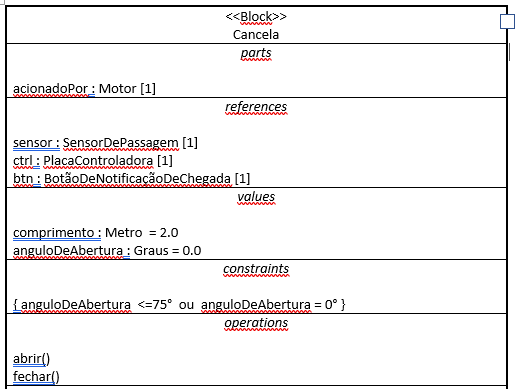 <<Block>>
Cancela
parts
acionadoPor : Motor [1]
references
sensor : SensorDePassagem [1]
ctrl : PlacaControladora [1]
btn : BotãoDeNotificaçãoDeChegada [1]
values
comprimento : Metro = 2.0
anguloDeAbertura : Graus = 0.0
constraints
{ anguloDeAbertura <=75° ou anguloDeAbertura = 0° }
operations
abrir()
fechar()